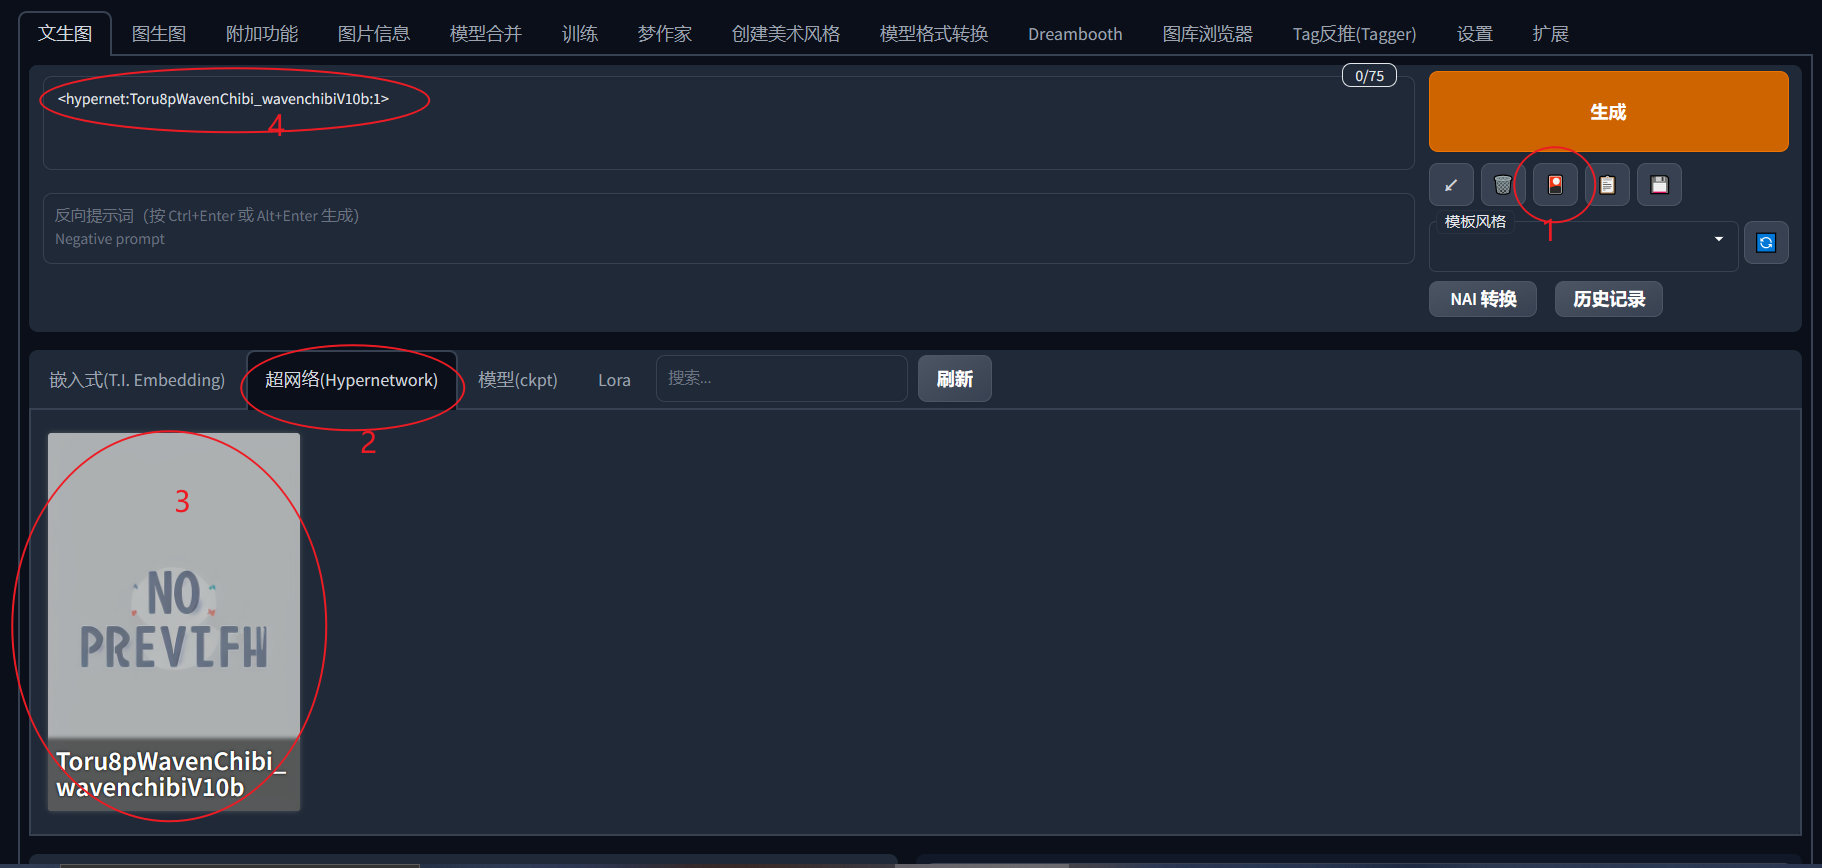 文生图
图生图
附加功能
图片信息
模型合并
训练
梦作家
创建美术风格
模型格式转换
Dreambooth
图库浏览器
Tag反推(Tagger)
设置
扩展
<hypernet:Toru8pWavenChibi_wavenchibiV10b:1>
4
0/75
生成
反向提示词（按 Ctrl+Enter 或 Alt+Enter 生成）
Negative prompt
1
模板风格
NAI 转换
历史记录
嵌入式(T.I. Embedding)
超网络(Hypernetwork)
模型(ckpt)
Lora
搜索...
刷新
2
3
NO
Toru8pWavenChibi_
wavenchibiV10b